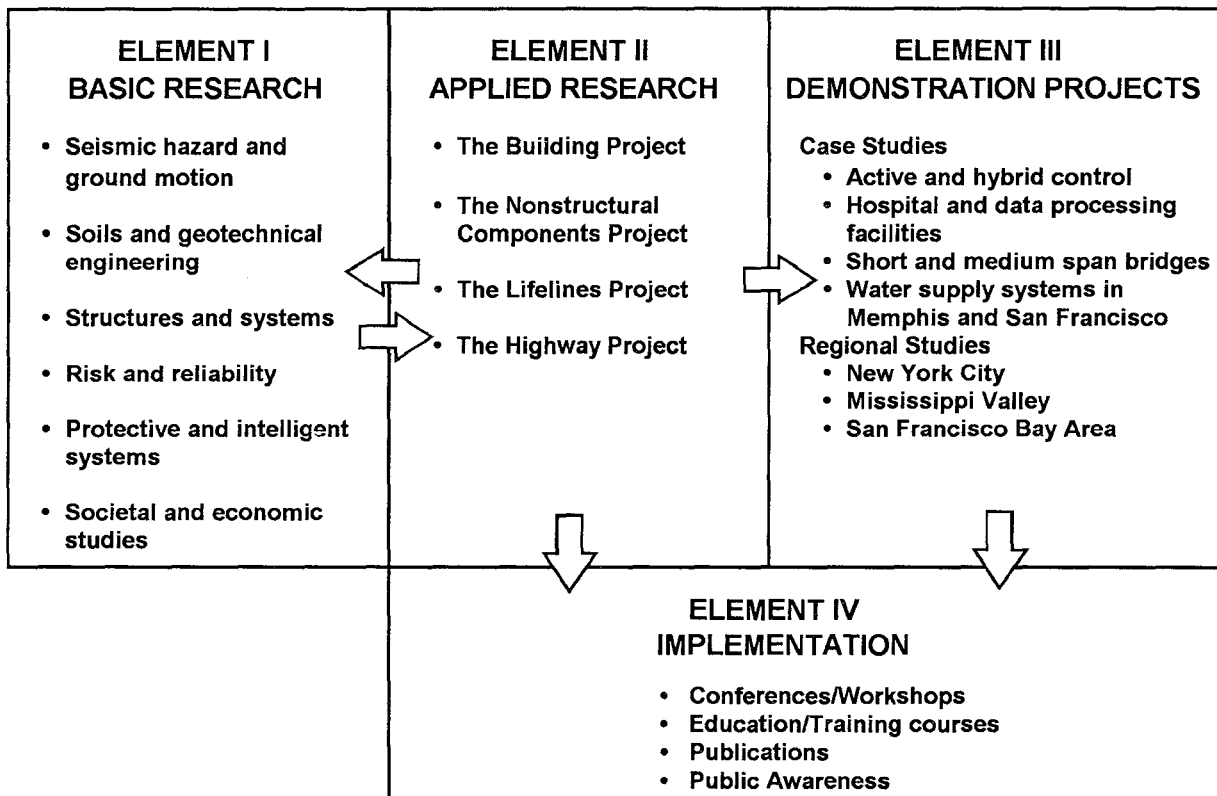 ELEMENT I
BASIC RESEARCH
• Seismic hazard and
ground motion
• Soils and geotechnical
engineering
• Structures and systems
• Risk and reliability
• Protective and intelligent
systems
• Societal and economic
studies
ELEMENT II
APPLIED RESEARCH
• The Building Project
• The Nonstructural
Components Project
• The Lifelines Project
• The Highway Project
ELEMENT III
DEMONSTRATION PROJECTS
Case Studies
• Active and hybrid control
• Hospital and data processing
facilities
• Short and medium span bridges
• Water supply systems in
Memphis and San Francisco
Regional Studies
• New York City
• Mississippi Valley
• San Francisco Bay Area
ELEMENT IV
IMPLEMENTATION
• Conferences/Workshops
• Education/Training courses
• Publications
• Public Awareness